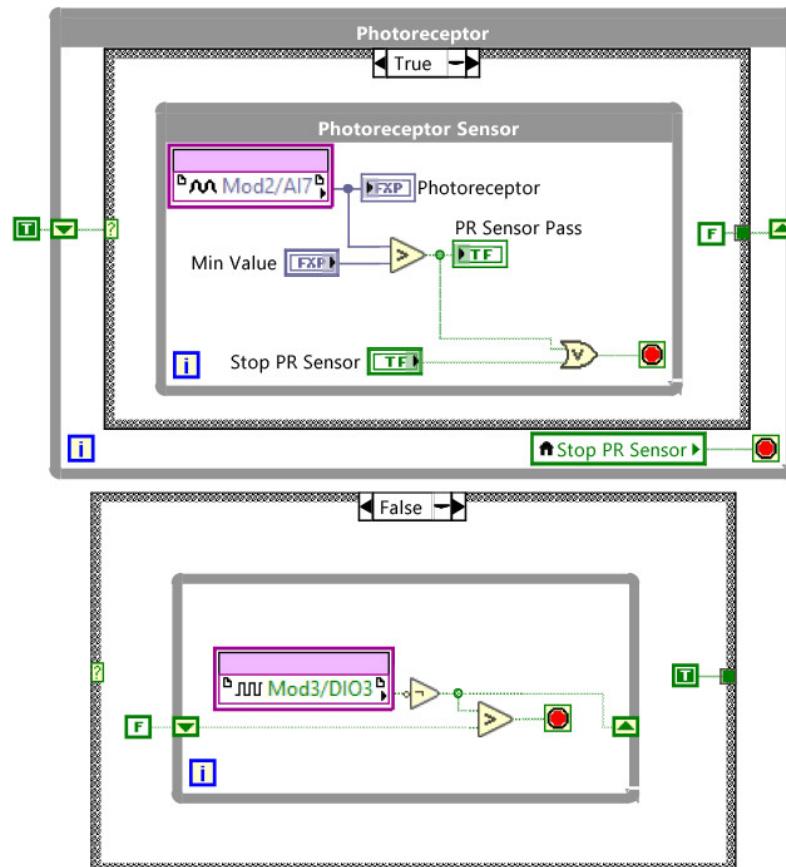 Photoreceptor
True
Photoreceptor Sensor
Mod2/AI7
FXP Photoreceptor
PR Sensor Pass
T
?
TF
F
Min Value FXP
>
Stop PR Sensor TF
V
i
i
Stop PR Sensor
False
?
Mod3/DIO3
T
F
>
i